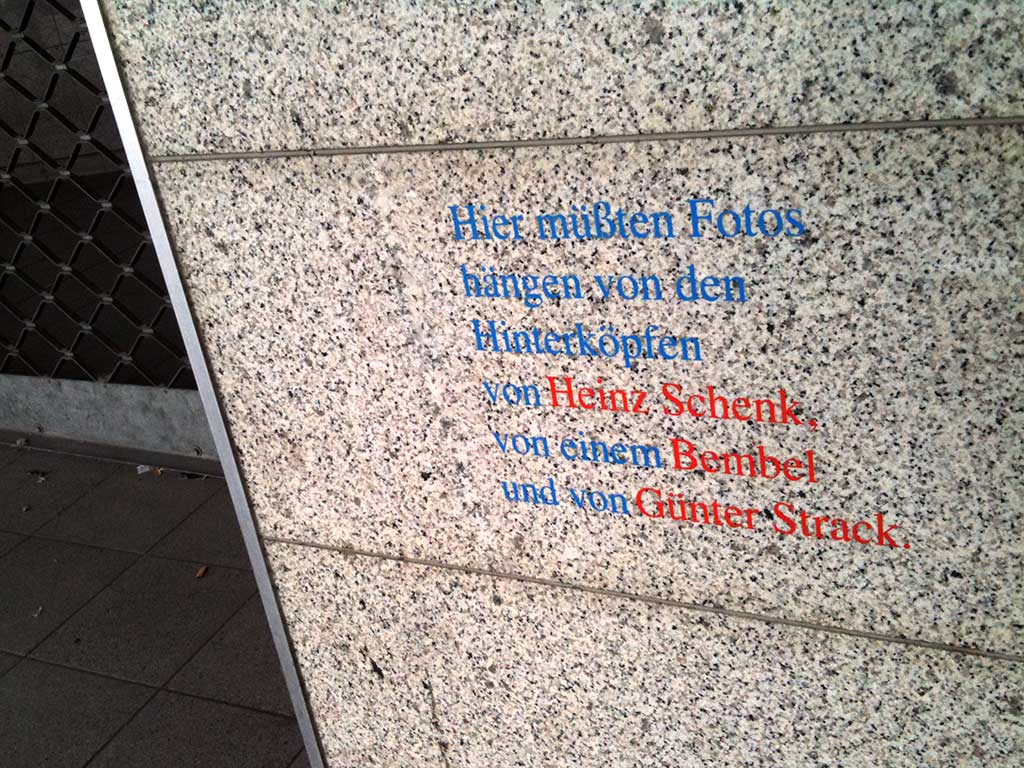 Hier müßten Fotos
hängen von den
Hinterköpfen
von Heinz Schenk,
von einem Bembel
und von Günter Strack.